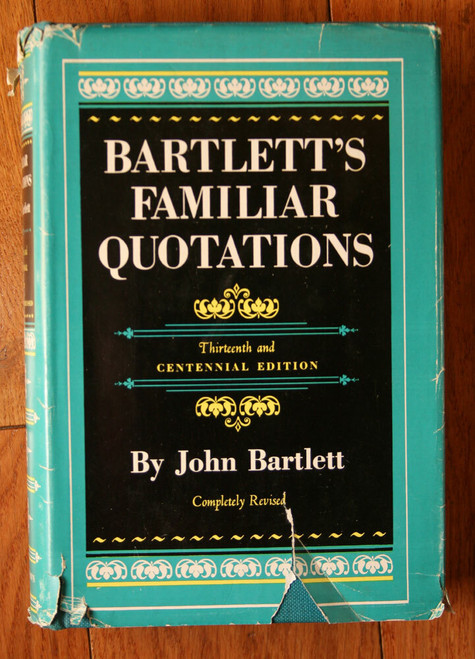 BARTLETT'S
FAMILIAR
QUOTATIONS
Thirteenth and
CENTENNIAL EDITION
By John Bartlett
Completely Revised